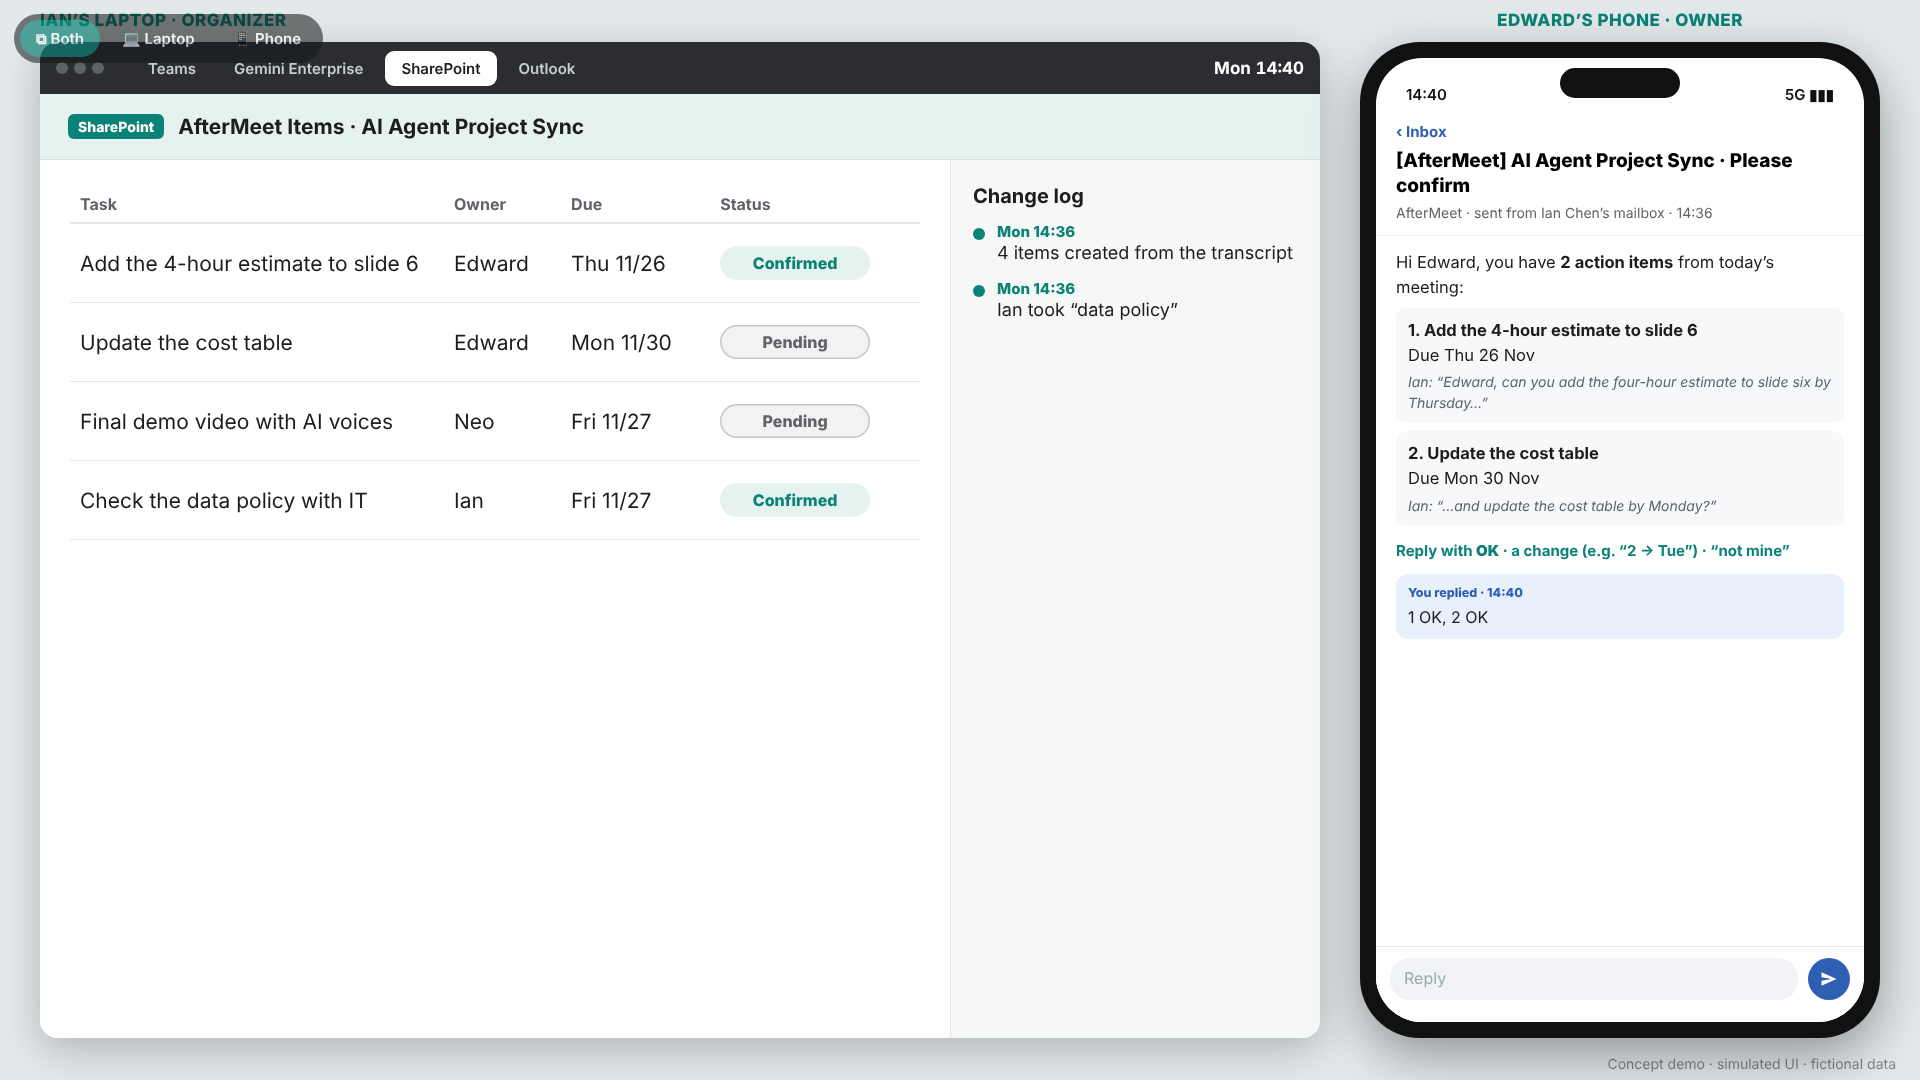 IAN’S LAPTOP · ORGANIZER
Both
Laptop
Phone
Teams
Gemini Enterprise
SharePoint
Outlook
Mon 14:40
SharePoint
AfterMeet Items · AI Agent Project Sync
Task Owner Due Status
Add the 4-hour estimate to slide 6 Edward Thu 11/26 Confirmed
Update the cost table Edward Mon 11/30 Pending
Final demo video with AI voices Neo Fri 11/27 Pending
Check the data policy with IT Ian Fri 11/27 Confirmed
Change log
Mon 14:36
4 items created from the transcript
Mon 14:36
Ian took “data policy”
EDWARD’S PHONE · OWNER
14:40
5G
‹ Inbox
[AfterMeet] AI Agent Project Sync · Please
confirm
AfterMeet · sent from Ian Chen’s mailbox · 14:36
Hi Edward, you have 2 action items from today’s
meeting:
1. Add the 4-hour estimate to slide 6
Due Thu 26 Nov
Ian: “Edward, can you add the four-hour estimate to slide six by
Thursday…”
2. Update the cost table
Due Mon 30 Nov
Ian: “…and update the cost table by Monday?”
Reply with OK · a change (e.g. “2 → Tue”) · “not mine”
You replied · 14:40
1 OK, 2 OK
Reply
Concept demo · simulated UI · fictional data